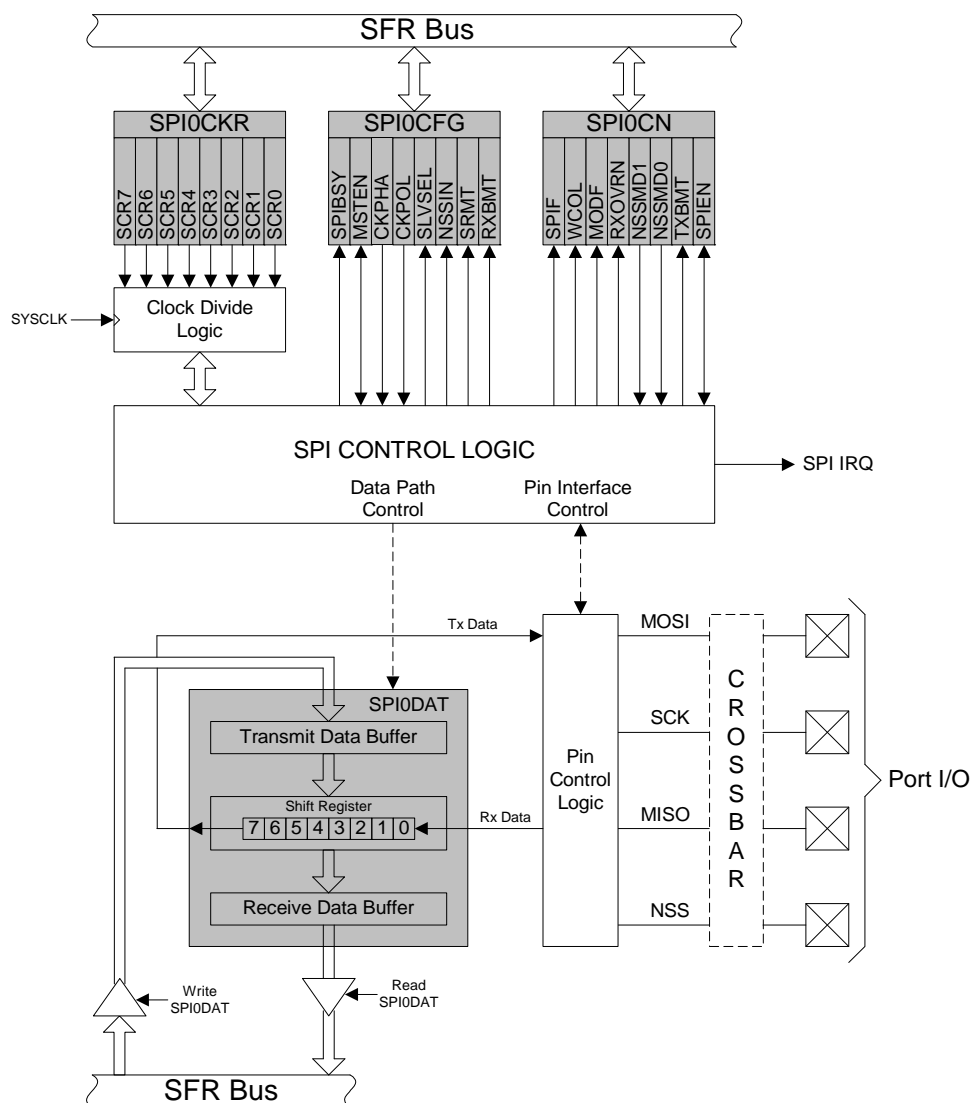 SFR Bus
SPI0CKR
SPI0CFG
SPI0CN
SCR7
SCR6
SCR5
SCR4
SCR3
SCR2
SCR1
SCR0
SPIBSY
MSTEN
CKPHA
CKPOL
SLVSEL
NSSIN
SRMT
RXBMT
SPIF
WCOL
MODF
RXOVRN
NSSMD1
NSSMD0
TXBMT
SPIEN
SYSCLK
Clock Divide
Logic
SPI CONTROL LOGIC
SPI IRQ
Data Path
Control
Pin Interface
Control
Tx Data
MOSI
SPI0DAT
Transmit Data Buffer
SCK
Shift Register
7 6 5 4 3 2 1 0
Rx Data
Pin
Control
Logic
MISO
CROSSBAR
Port I/O
Receive Data Buffer
NSS
Write
SPI0DAT
Read
SPI0DAT
SFR Bus